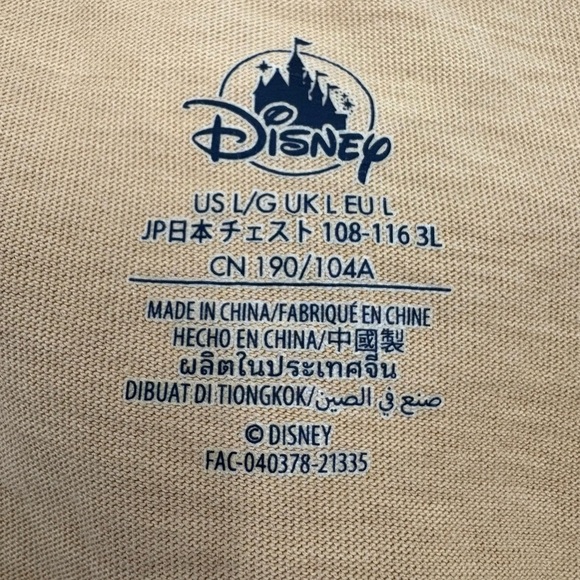 Disney
US L/G UK L EU L
JP日本 チェスト 108-116 3L
CN 190/104A
MADE IN CHINA/FABRIQUÉ EN CHINE
HECHO EN CHINA/中國製
ผลิตในประเทศจีน
DIBUAT DI TIONGKOK/صنع في الصين
© DISNEY
FAC-040378-21335